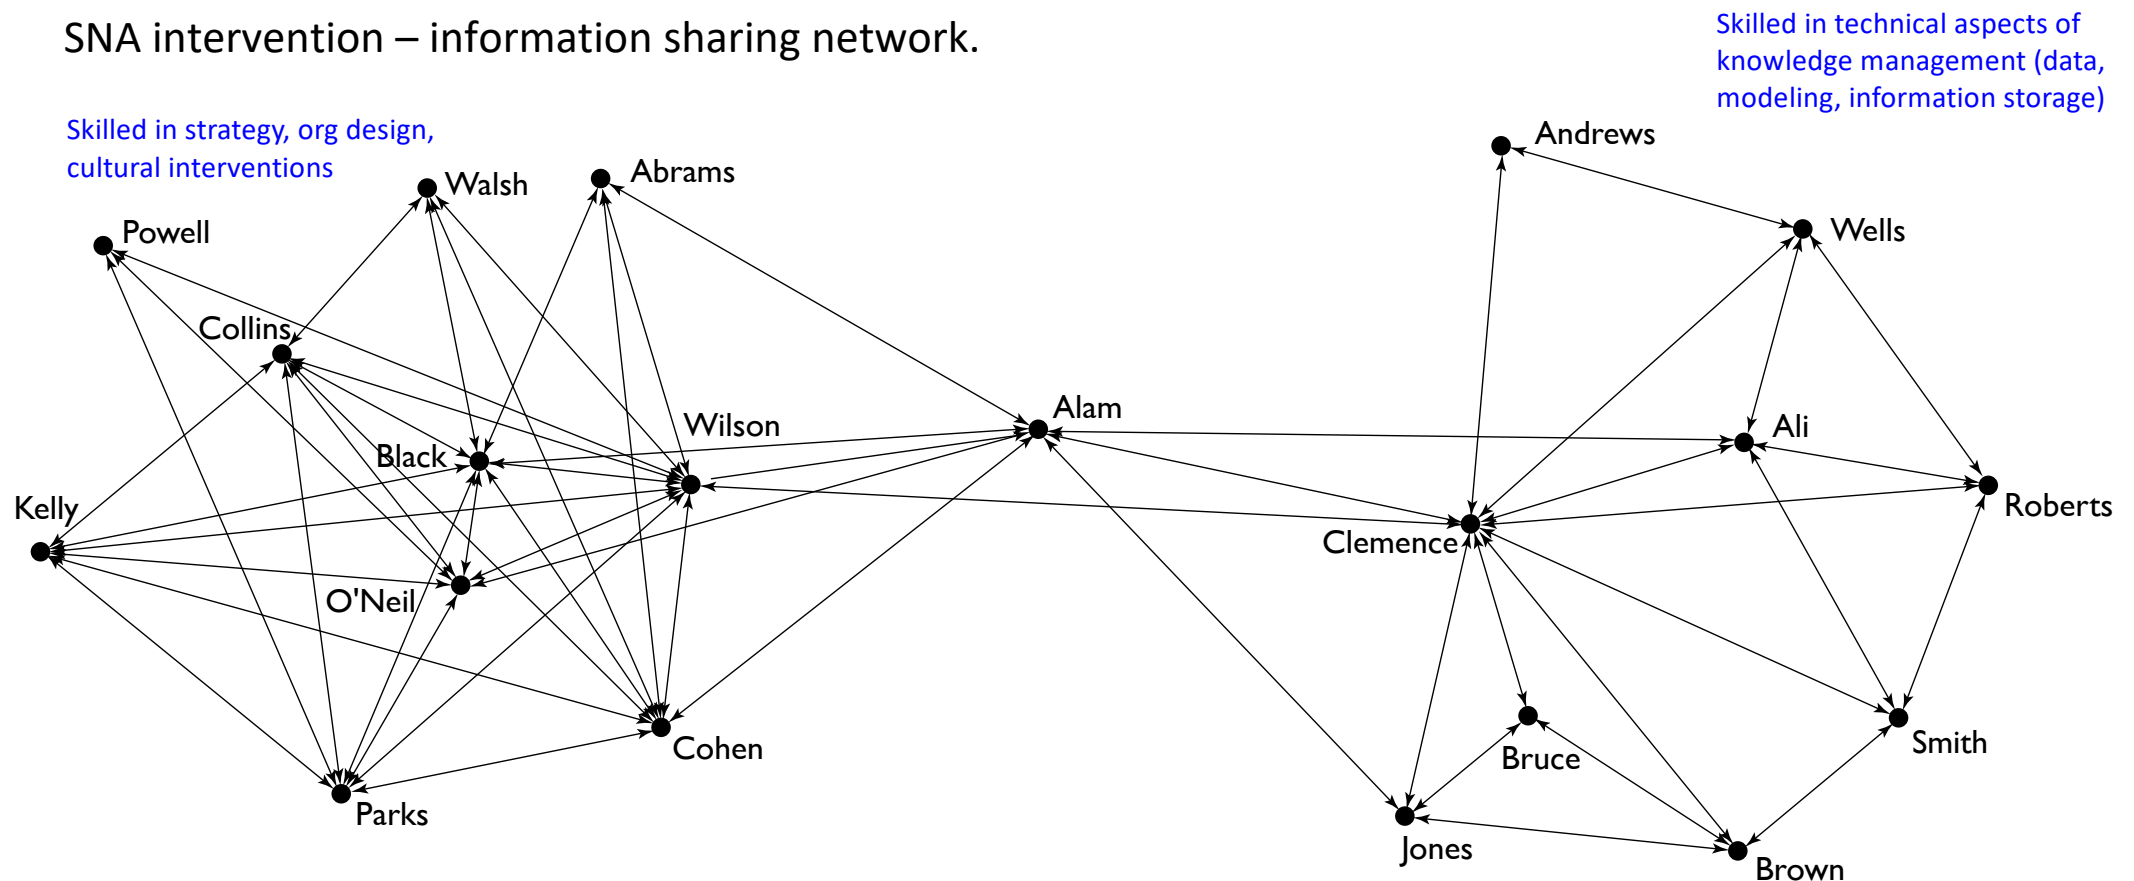 SNA intervention – information sharing network.
Skilled in technical aspects of
knowledge management (data,
modeling, information storage)
Skilled in strategy, org design,
cultural interventions
Andrews
Walsh
Abrams
Powell
Wells
Collins
Alam
Wilson
Ali
Black
Kelly
Roberts
Clemence
O'Neil
Cohen
Smith
Bruce
Parks
Jones
Brown